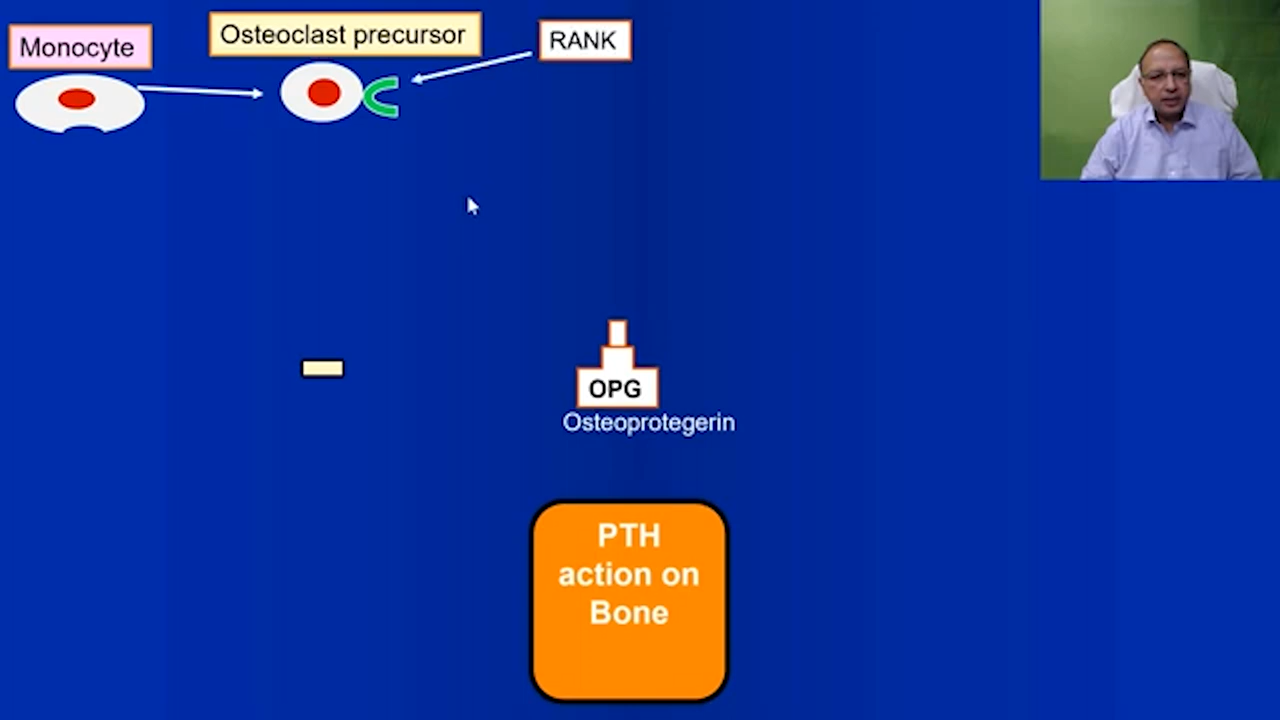 Monocyte
Osteoclast precursor
RANK
OPG
Osteoprotegerin
PTH
action on
Bone